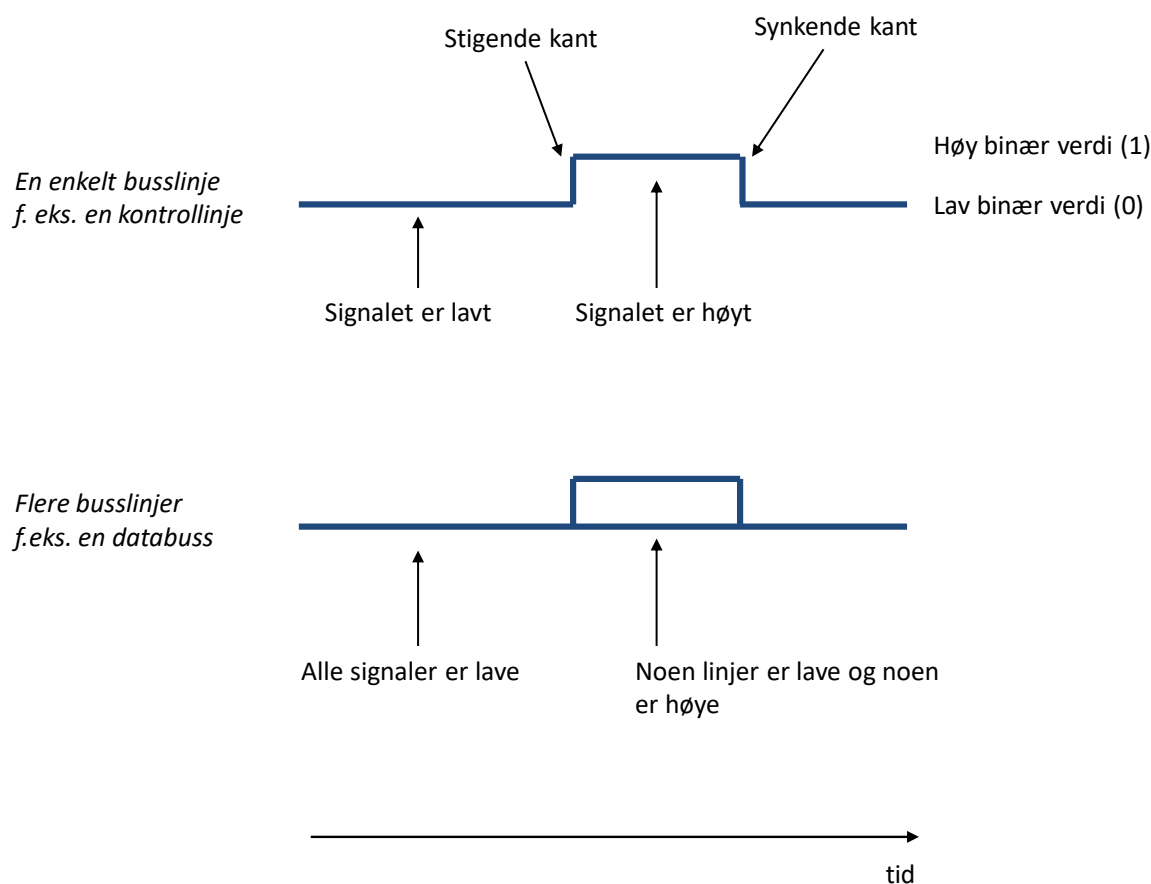 Stigende kant
Synkende kant
Høy binær verdi (1)
En enkelt busslinje
f. eks. en kontrollinje
Lav binær verdi (0)
Signalet er lavt
Signalet er høyt
Flere busslinjer
f.eks. en databuss
Alle signaler er lave
Noen linjer er lave og noen
er høye
tid